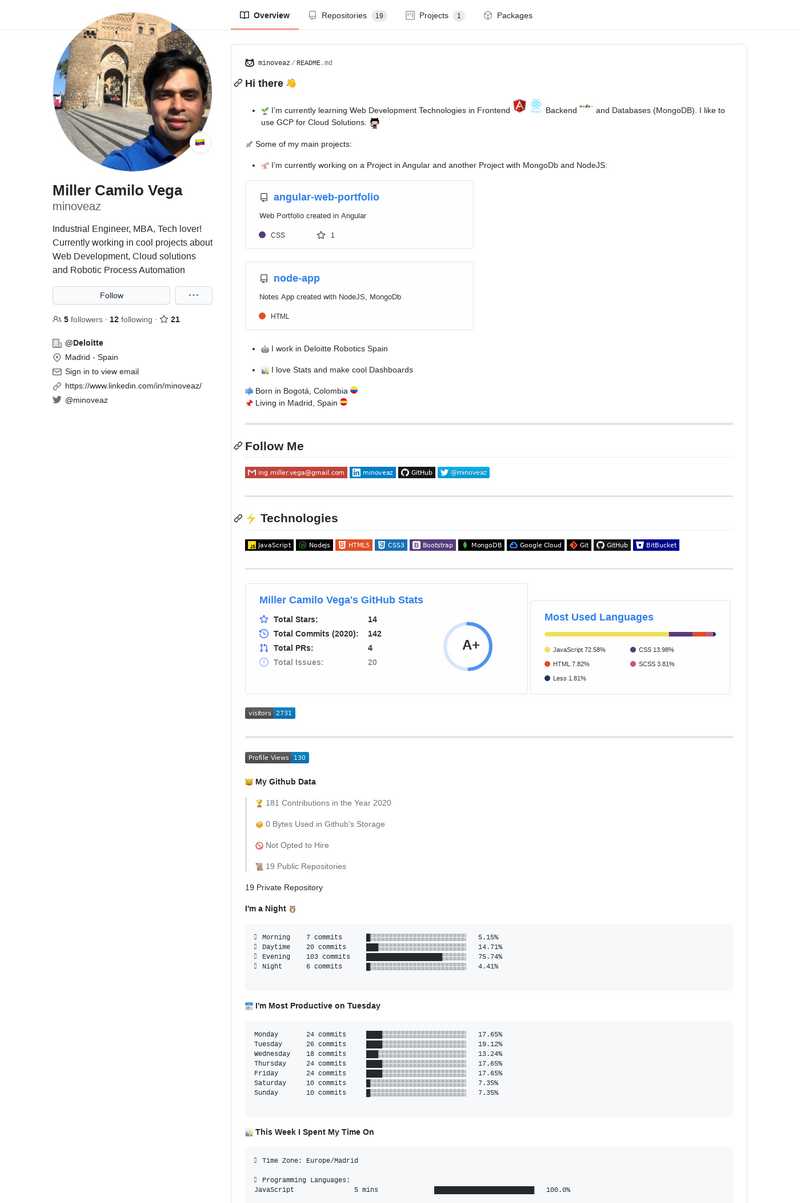 Overview
Repositories 19
Projects 1
Packages
Miller Camilo Vega
minoveaz
Industrial Engineer, MBA, Tech lover!
Currently working in cool projects about
Web Development, Cloud solutions
and Robotic Process Automation
Follow
...
5 followers · 12 following · 21
@Deloitte
Madrid - Spain
Sign in to view email
https://www.linkedin.com/in/minoveaz/
@minoveaz
minoveaz/README.md
Hi there 👋
🌱 I'm currently learning Web Development Technologies in Frontend Backend and Databases (MongoDB). I like to
use GCP for Cloud Solutions.
🚀 Some of my main projects:
I'm currently working on a Project in Angular and another Project with MongoDb and NodeJS:
angular-web-portfolio
Web Portfolio created in Angular
CSS 1
node-app
Notes App created with NodeJS, MongoDb
HTML
🤖 I work in Deloitte Robotics Spain
I love Stats and make cool Dashboards
Born in Bogotá, Colombia 🇨🇴
📌 Living in Madrid, Spain 🇪🇸
Follow Me
ing.miller.vega@gmail.com minoveaz GitHub @minoveaz
⚡ Technologies
JavaScript Nodejs HTML5 CSS3 Bootstrap MongoDB Google Cloud Git GitHub BitBucket
Miller Camilo Vega's GitHub Stats
Total Stars: 14
Total Commits (2020): 142
Total PRs: 4
Total Issues: 20
A+
Most Used Languages
JavaScript 72.58% CSS 13.98%
HTML 7.82% SCSS 3.81%
Less 1.81%
visitors 2731
Profile Views 130
🐱 My Github Data
🏆 181 Contributions in the Year 2020
📦 0 Bytes Used in Github's Storage
🚫 Not Opted to Hire
📜 19 Public Repositories
19 Private Repository
I'm a Night 🦉
Morning 7 commits 5.15%
Daytime 20 commits 14.71%
Evening 103 commits 75.74%
Night 6 commits 4.41%
📅 I'm Most Productive on Tuesday
Monday 24 commits 17.65%
Tuesday 26 commits 19.12%
Wednesday 18 commits 13.24%
Thursday 24 commits 17.65%
Friday 24 commits 17.65%
Saturday 10 commits 7.35%
Sunday 10 commits 7.35%
📊 This Week I Spent My Time On
Time Zone: Europe/Madrid
Programming Languages:
JavaScript 5 mins 100.0%